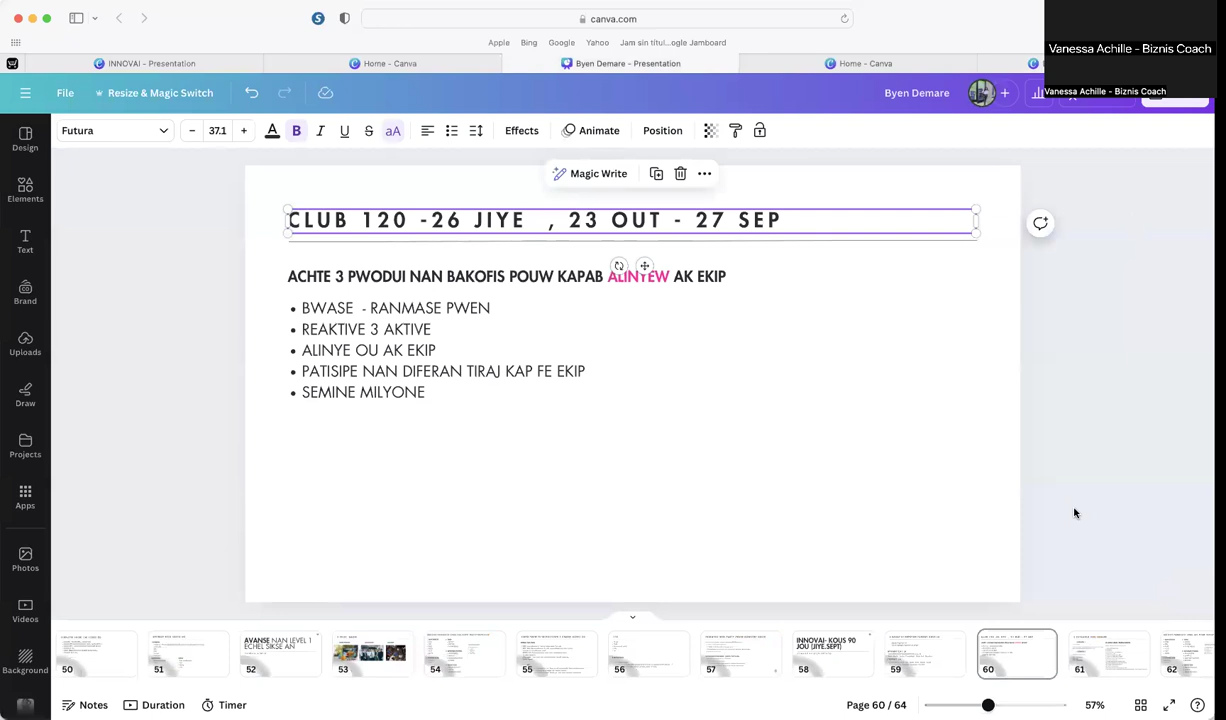 canva.com
Vanessa Achille - Biznis Coach
Apple Bing Google Yahoo Jam sin titul...ogle Jamboard
Vanessa Achille - Biznis Coach
INNOVAI - Presentation
Home - Canva
Byen Demare - Presentation
Home - Canva
File
Resize & Magic Switch
Byen Demare
Futura
37.1
A B I U S aA
Effects
Animate
Position
Design
Elements
Text
Brand
Uploads
Draw
Projects
Apps
Photos
Videos
Background
Magic Write
CLUB 120 -26 JIYE , 23 OUT - 27 SEP
ACHTE 3 PWODUI NAN BAKOFIS POUW KAPAB ALINYEW AK EKIP
• BWASE - RANMASE PWEN
• REAKTIVE 3 AKTIVE
• ALINYE OU AK EKIP
• PATISIPE NAN DIFERAN TIRAJ KAP FE EKIP
• SEMINE MILYONE
AVANSE NAN LEVEL 1
ECHEL SIKSE AN
INNOVAI- KOUS 90
JOU (JIYE.SEPT)
50 51 52 53 54 55 56 57 58 59 60 61 62
Notes
Duration
Timer
Page 60 / 64
57%